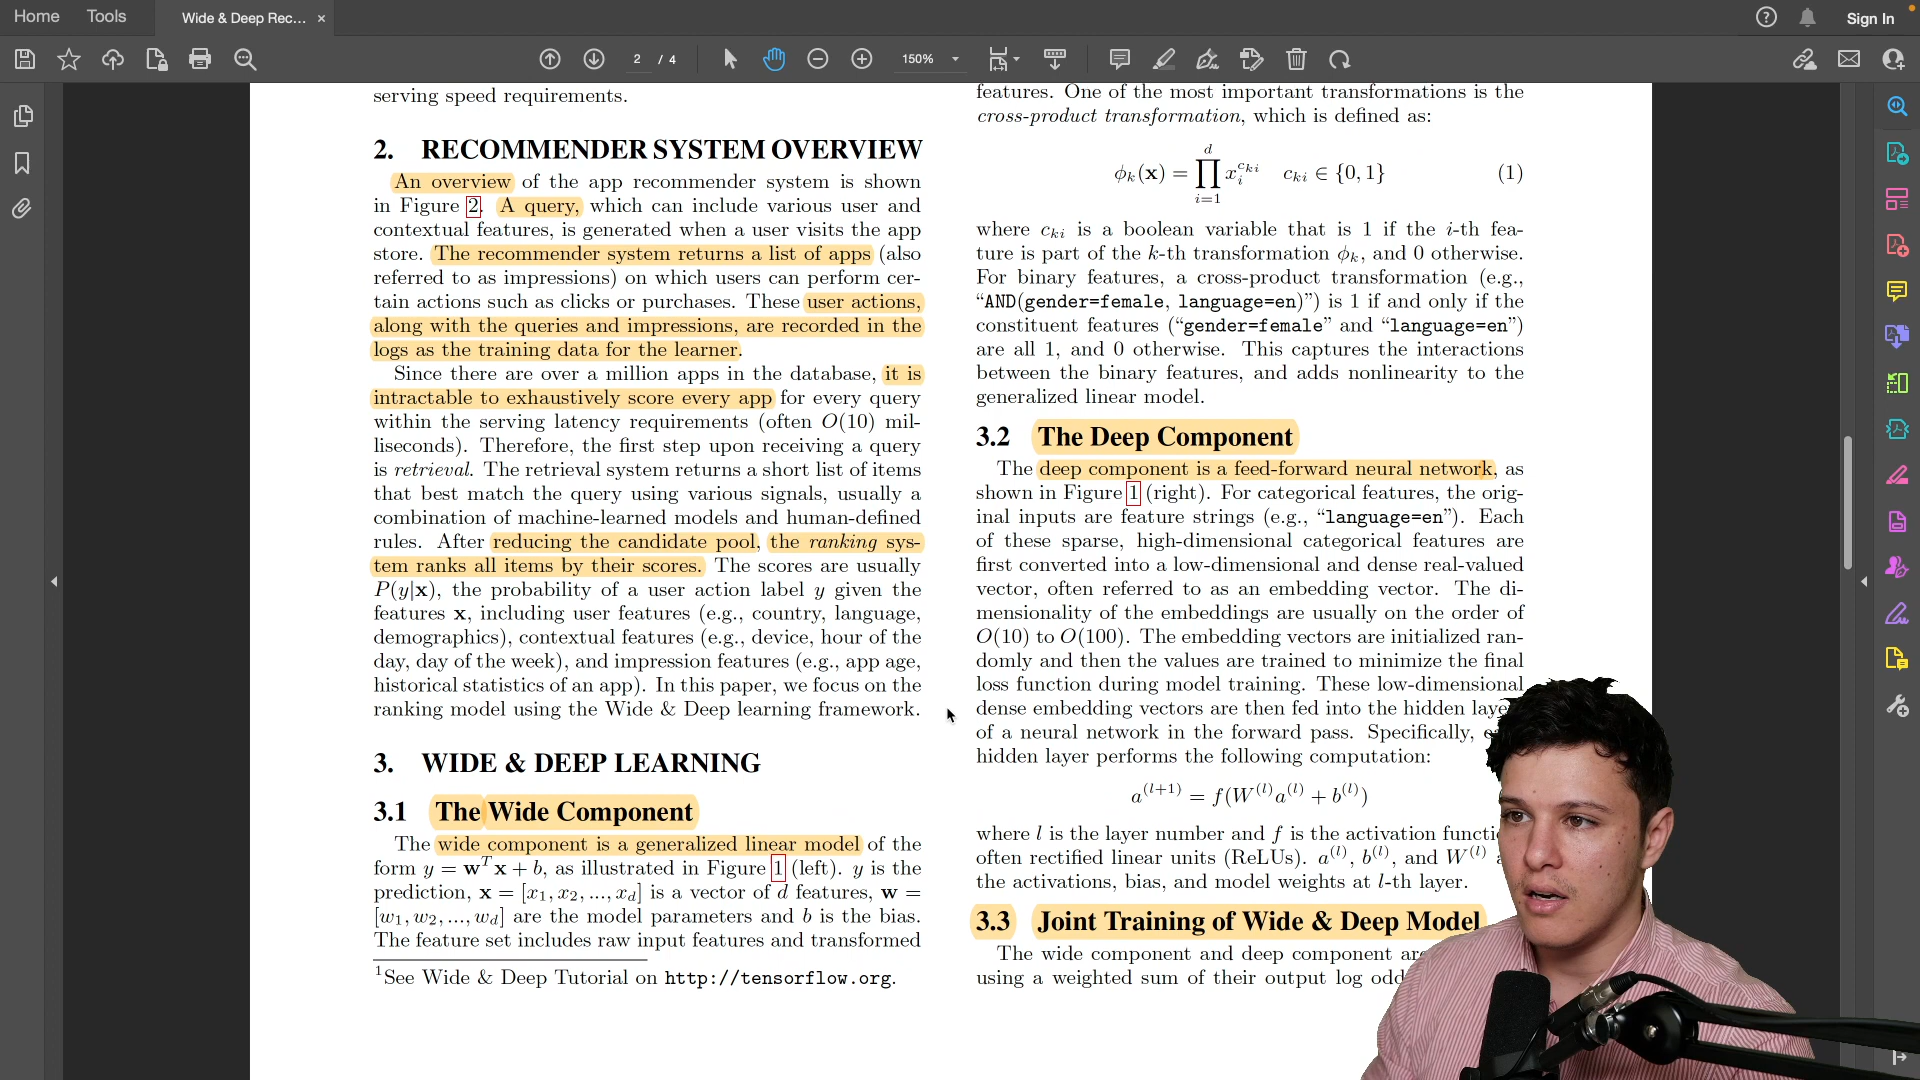 Home
Tools
Wide & Deep Rec... ×
Sign In
2 / 4
150%
serving speed requirements.
2. RECOMMENDER SYSTEM OVERVIEW
An overview of the app recommender system is shown
in Figure 2. A query, which can include various user and
contextual features, is generated when a user visits the app
store. The recommender system returns a list of apps (also
referred to as impressions) on which users can perform cer-
tain actions such as clicks or purchases. These user actions,
along with the queries and impressions, are recorded in the
logs as the training data for the learner.
Since there are over a million apps in the database, it is
intractable to exhaustively score every app for every query
within the serving latency requirements (often O(10) mil-
liseconds). Therefore, the first step upon receiving a query
is retrieval. The retrieval system returns a short list of items
that best match the query using various signals, usually a
combination of machine-learned models and human-defined
rules. After reducing the candidate pool, the ranking sys-
tem ranks all items by their scores. The scores are usually
P(y|x), the probability of a user action label y given the
features x, including user features (e.g., country, language,
demographics), contextual features (e.g., device, hour of the
day, day of the week), and impression features (e.g., app age,
historical statistics of an app). In this paper, we focus on the
ranking model using the Wide & Deep learning framework.
3. WIDE & DEEP LEARNING
3.1 The Wide Component
The wide component is a generalized linear model of the
form y = w^T x + b, as illustrated in Figure 1 (left). y is the
prediction, x = [x_1, x_2, ..., x_d] is a vector of d features, w =
[w_1, w_2, ..., w_d] are the model parameters and b is the bias.
The feature set includes raw input features and transformed
1 See Wide & Deep Tutorial on http://tensorflow.org.
features. One of the most important transformations is the
cross-product transformation, which is defined as:
ϕ_k(x) = ∏_{i=1}^{d} x_i^{c_{ki}} c_{ki} ∈ {0, 1} (1)
where c_{ki} is a boolean variable that is 1 if the i-th fea-
ture is part of the k-th transformation ϕ_k, and 0 otherwise.
For binary features, a cross-product transformation (e.g.,
“AND(gender=female, language=en)”) is 1 if and only if the
constituent features (“gender=female” and “language=en”)
are all 1, and 0 otherwise. This captures the interactions
between the binary features, and adds nonlinearity to the
generalized linear model.
3.2 The Deep Component
The deep component is a feed-forward neural network, as
shown in Figure 1 (right). For categorical features, the orig-
inal inputs are feature strings (e.g., “language=en”). Each
of these sparse, high-dimensional categorical features are
first converted into a low-dimensional and dense real-valued
vector, often referred to as an embedding vector. The di-
mensionality of the embeddings are usually on the order of
O(10) to O(100). The embedding vectors are initialized ran-
domly and then the values are trained to minimize the final
loss function during model training. These low-dimensional
dense embedding vectors are then fed into the hidden laye
of a neural network in the forward pass. Specifically,
hidden layer performs the following computation:
a^{(l+1)} = f(W^{(l)} a^{(l)} + b^{(l)})
where l is the layer number and f is the activation functi
often rectified linear units (ReLUs). a^{(l)}, b^{(l)}, and W^{(l)}
the activations, bias, and model weights at l-th layer.
3.3 Joint Training of Wide & Deep Model
The wide component and deep component are
using a weighted sum of their output log odd